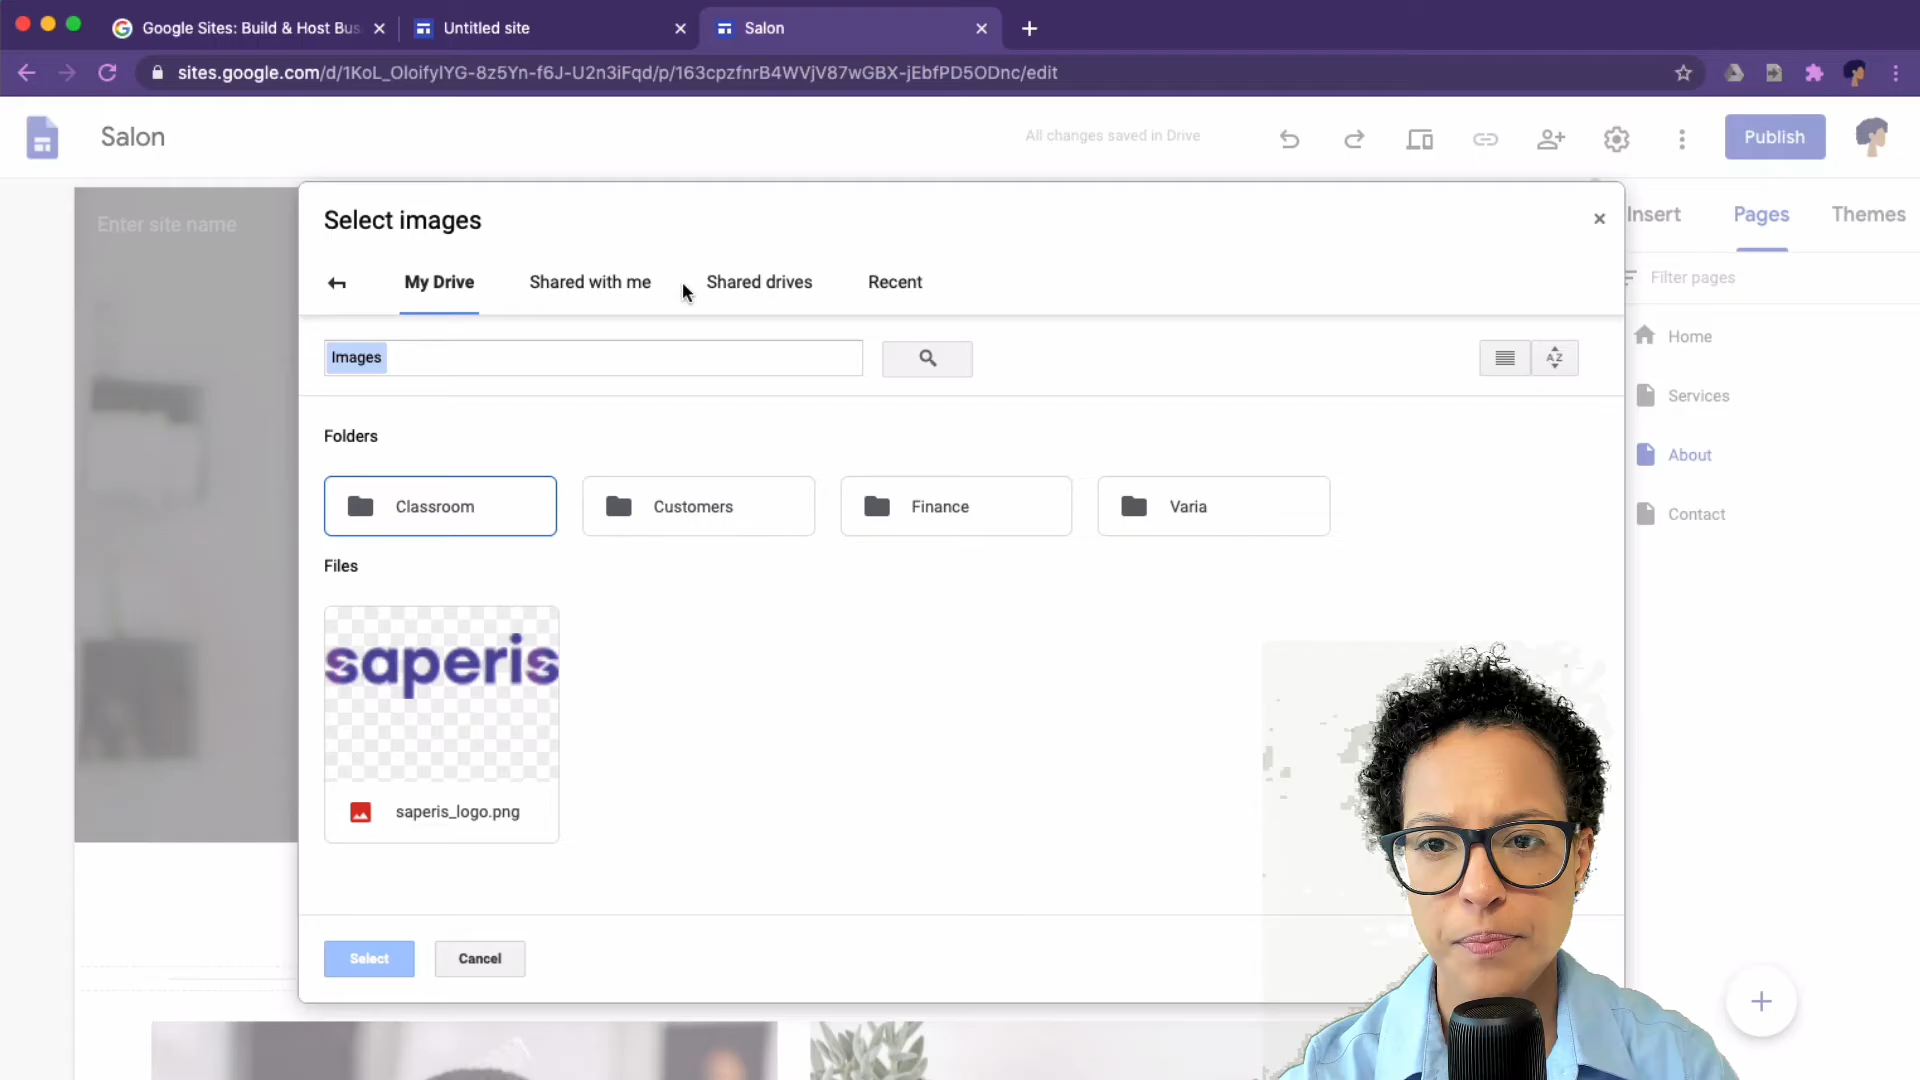 Google Sites: Build & Host Bus
Untitled site
Salon
sites.google.com/d/1KoL_OloifylYG-8z5Yn-f6J-U2n3iFqd/p/163cpzfnrB4WVjV87wGBX-jEbfPD5ODnc/edit
Salon
All changes saved in Drive
Publish
Enter site name
Select images
Insert
Pages
Themes
My Drive
Shared with me
Shared drives
Recent
Filter pages
Images
AZ
Home
Services
About
Contact
Folders
Classroom
Customers
Finance
Varia
Files
saperis
saperis_logo.png
Select
Cancel